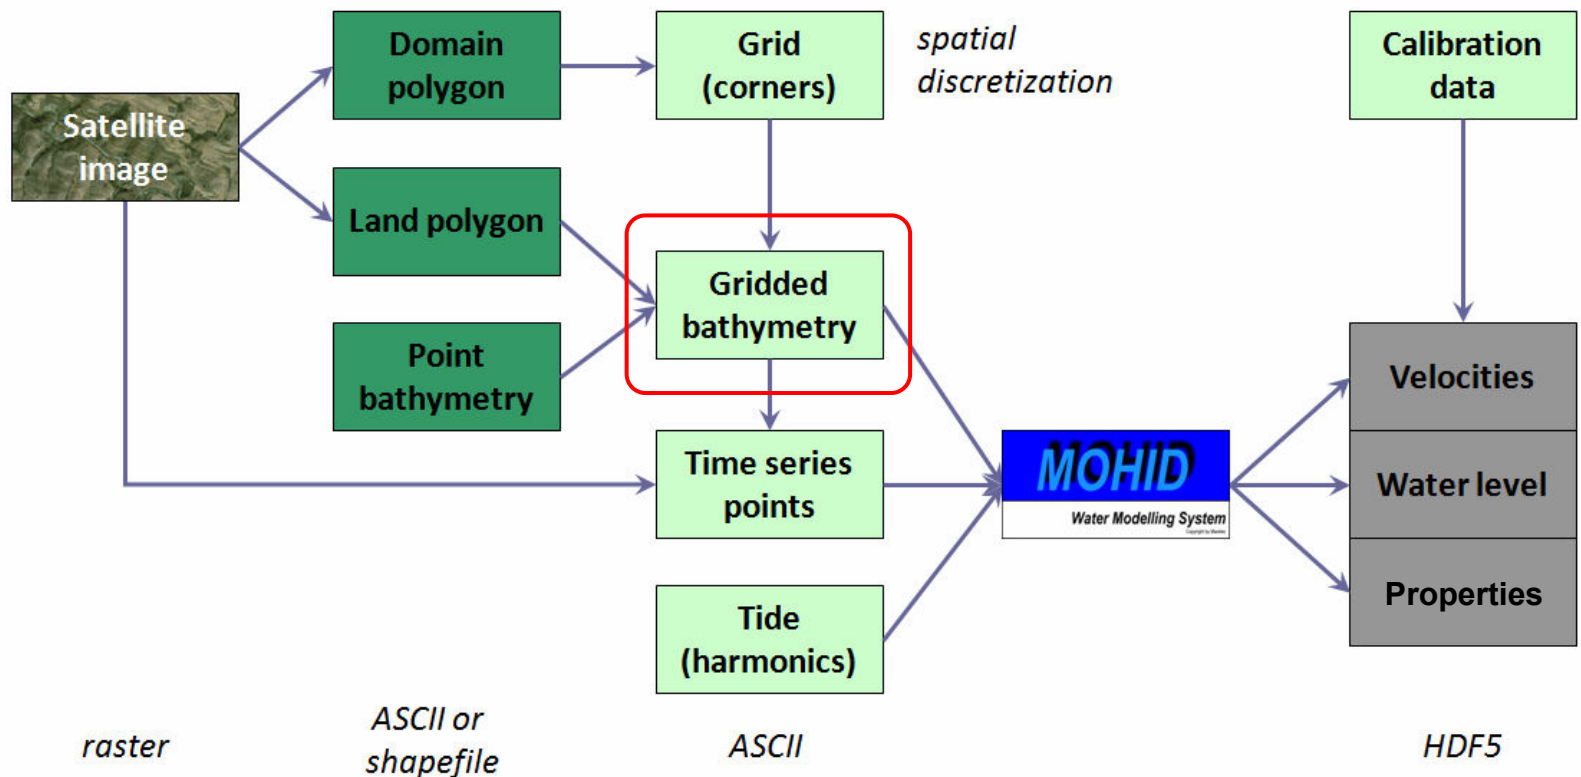 Satellite
image
Domain
polygon
Land polygon
Point
bathymetry
Grid
(corners)
spatial
discretization
Gridded
bathymetry
Time series
points
Tide
(harmonics)
MOHID
Water Modelling System
Calibration
data
Velocities
Water level
Properties
raster
ASCII or
shapefile
ASCII
HDF5